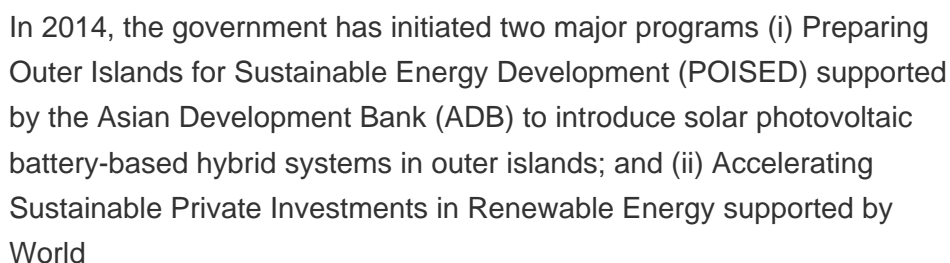 In 2014, the government has initiated two major programs (i) Preparing
Outer Islands for Sustainable Energy Development (POISED) supported
by the Asian Development Bank (ADB) to introduce solar photovoltaic
battery-based hybrid systems in outer islands; and (ii) Accelerating
Sustainable Private Investments in Renewable Energy supported by
World